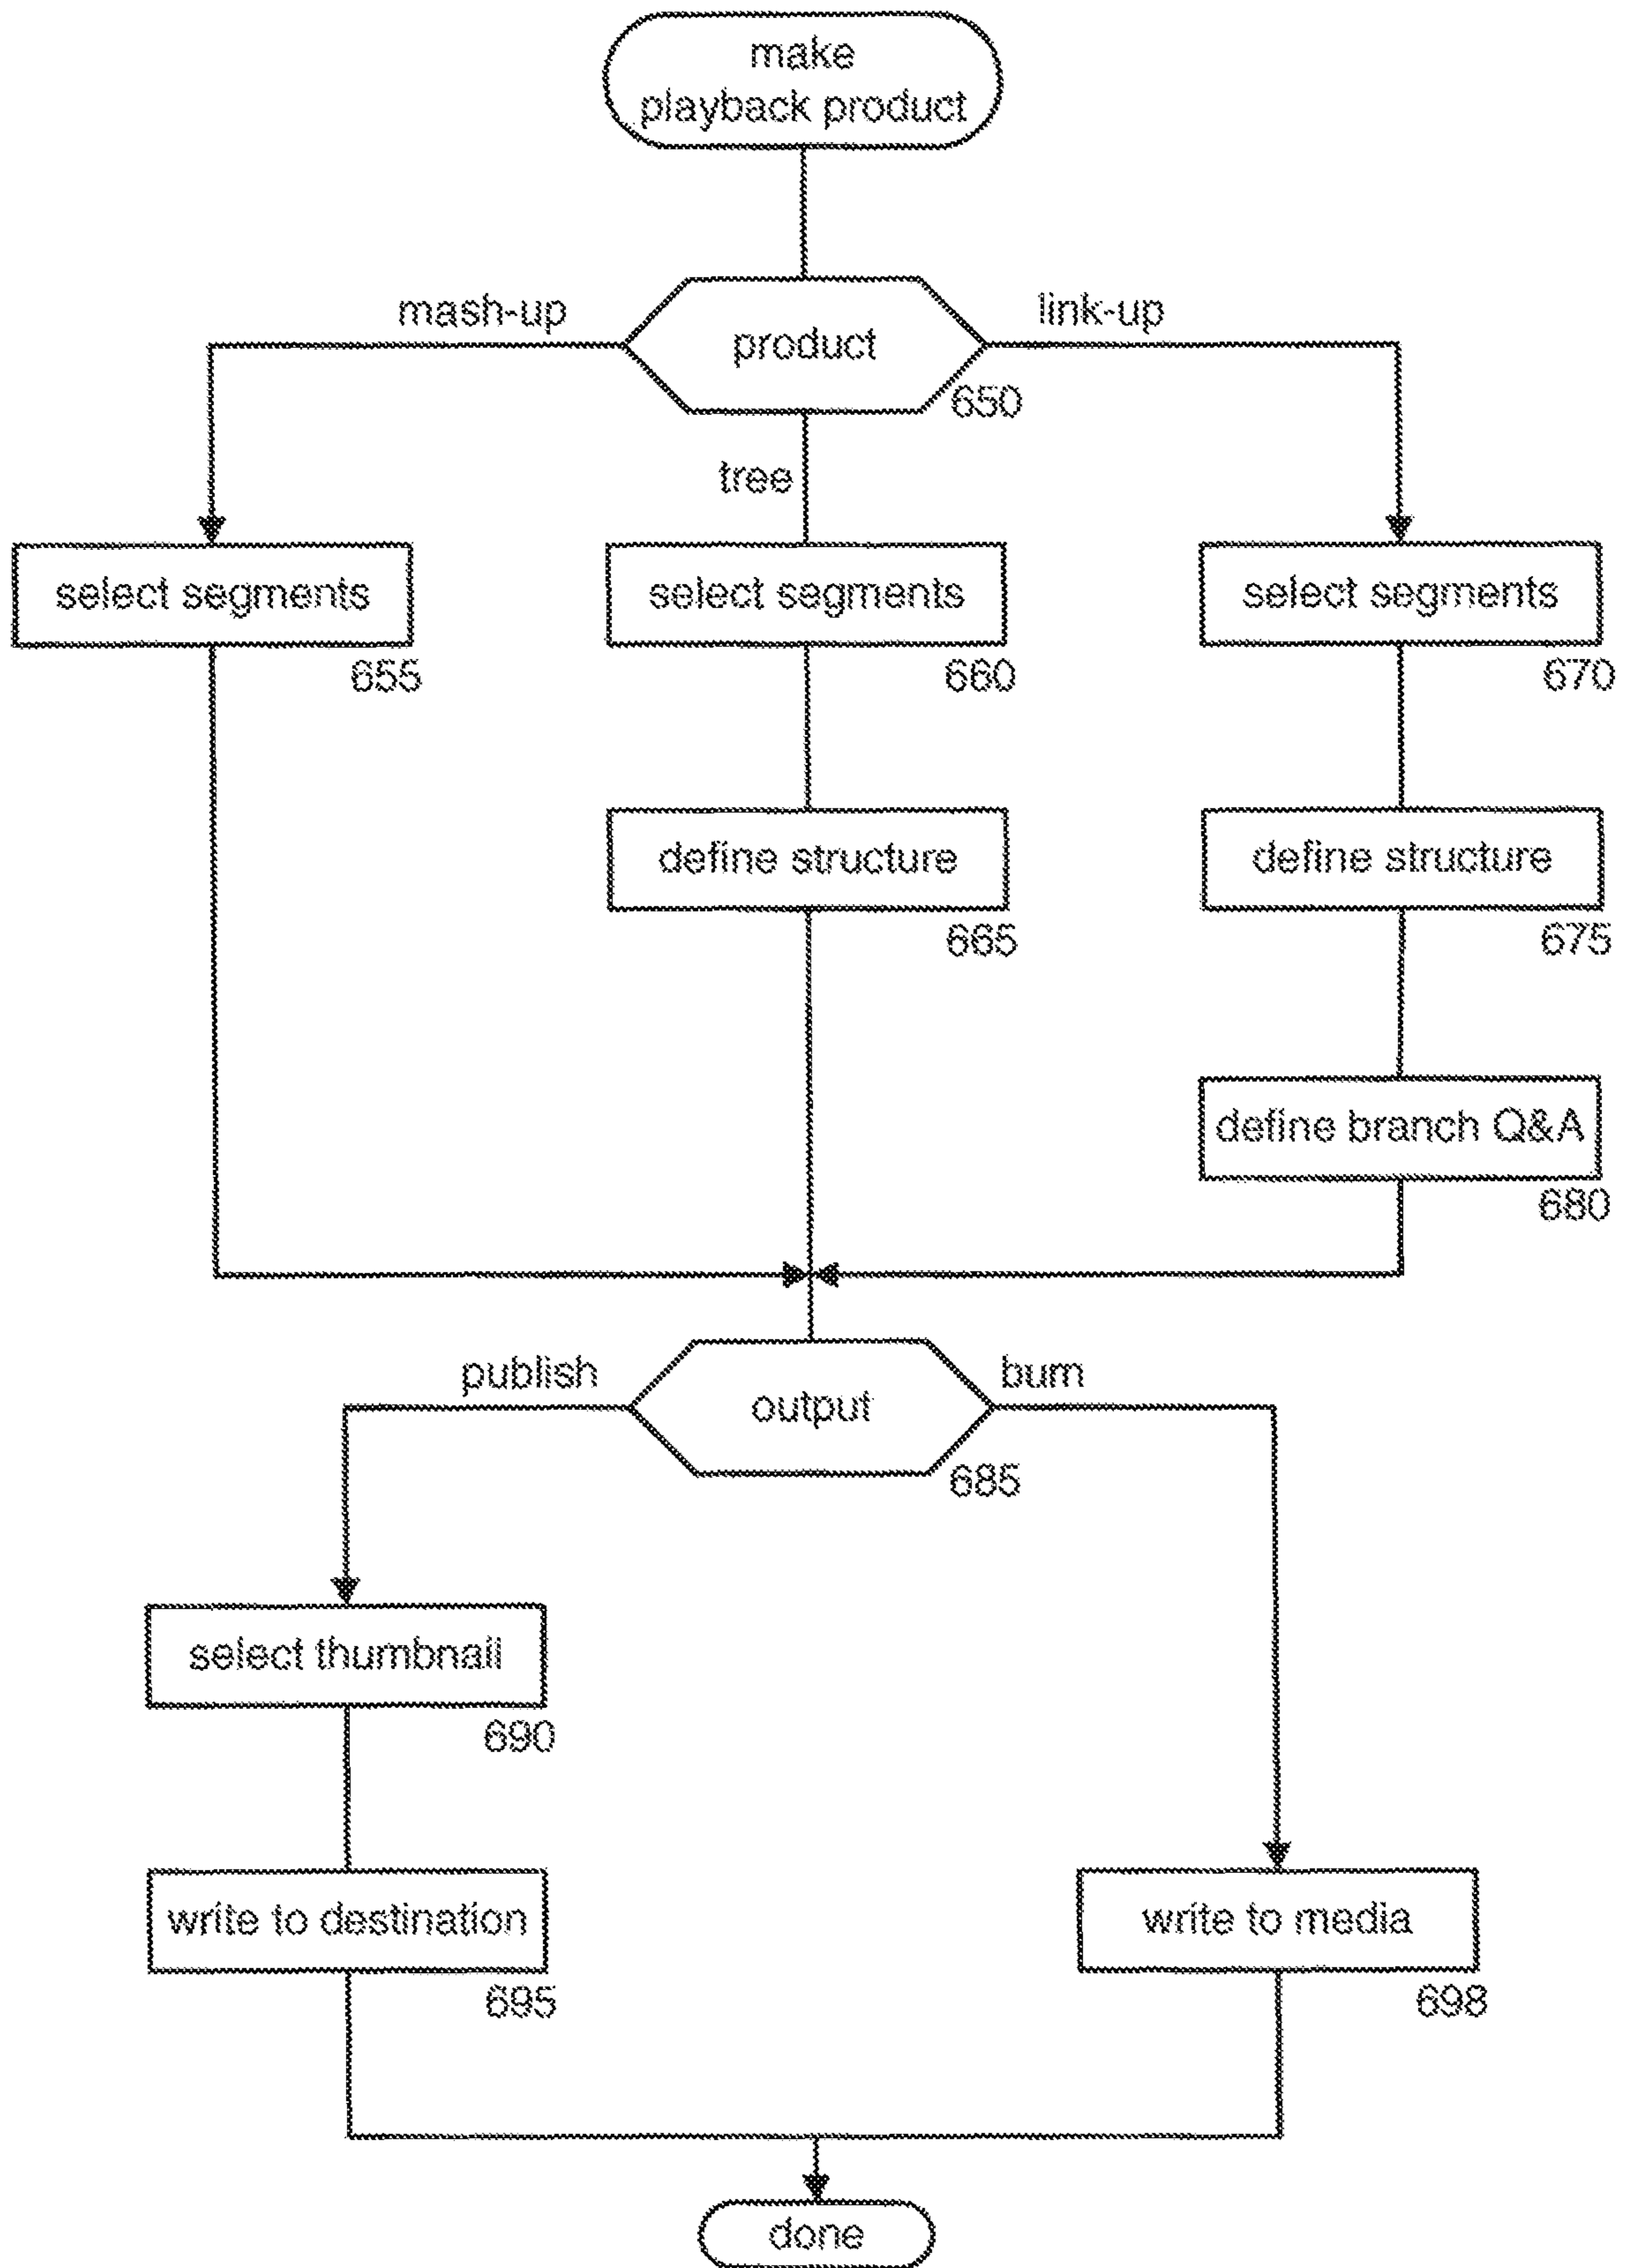 make
playback product
mash-up
product
link-up
650
tree
select segments
select segments
select segments
655
660
670
define structure
define structure
665
675
define branch Q&A
680
publish
output
burn
685
select thumbnail
690
write to destination
write to media
695
698
done